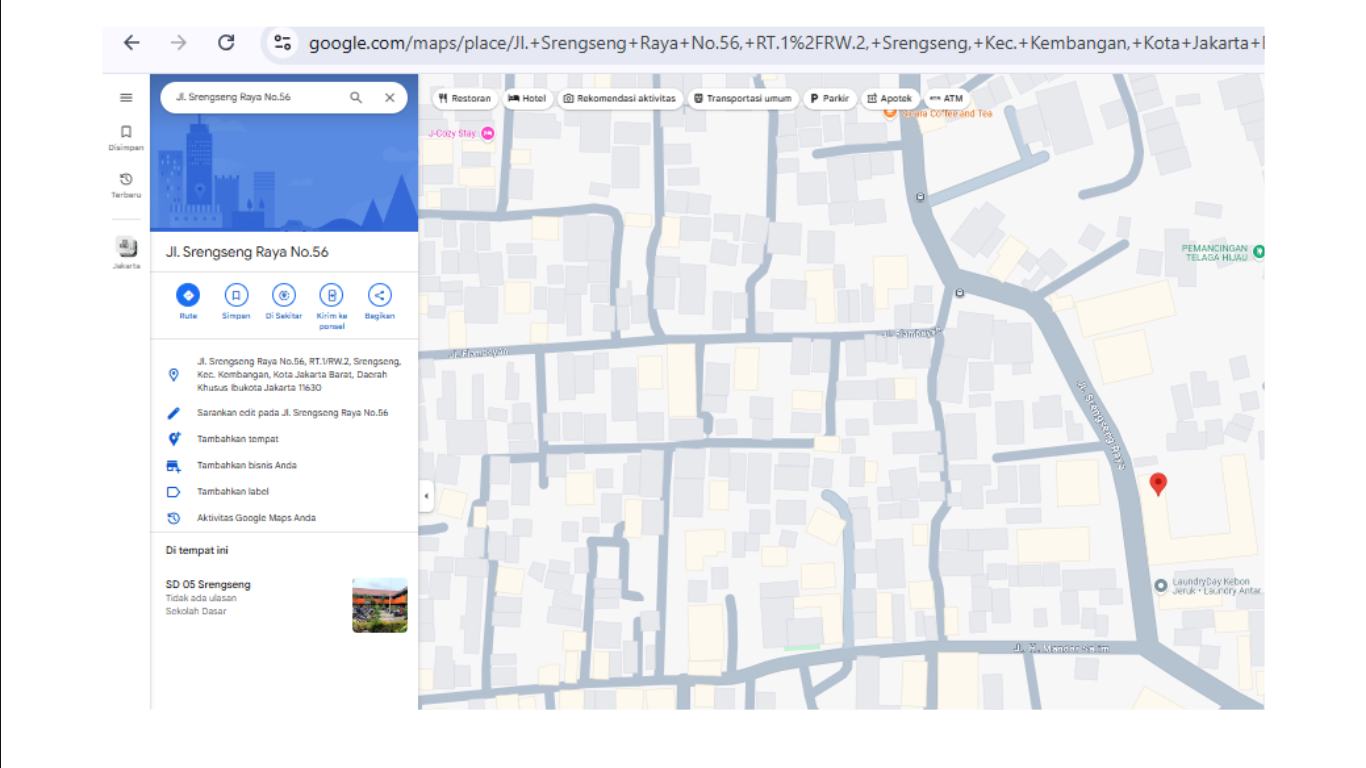 google.com/maps/place/Jl.+Srengseng+Raya+No.56,+RT.1%2FRW.2,+Srengseng,+Kec.+Kembangan,+Kota+Jakarta+
Jl. Srengseng Raya No.56
Disimpan
Terbaru
Jakarta
Jl. Srengseng Raya No.56
Rute
Simpan
Di Sekitar
Kirim ke
ponsel
Bagikan
Jl. Srengseng Raya No.56, RT.1/RW.2, Srengseng,
Kec. Kembangan, Kota Jakarta Barat, Daerah
Khusus Ibukota Jakarta 11630
Sarankan edit pada Jl. Srengseng Raya No.56
Tambahkan tempat
Tambahkan bisnis Anda
Tambahkan label
Aktivitas Google Maps Anda
Di tempat ini
SD 05 Srengseng
Tidak ada ulasan
Sekolah Dasar
Restoran
Hotel
Rekomendasi aktivitas
Transportasi umum
Parkir
Apotek
ATM
Coffee and Tea
J-Cozy Stay
PEMANCINGAN
TELAGA HIJAU
Jl. Flamboyan
Jl. Flamboyan
Jl. Srengseng Raya
LaundryDay Kebon
Jeruk - Laundry Antar...
Jl. H. Mandor Salim